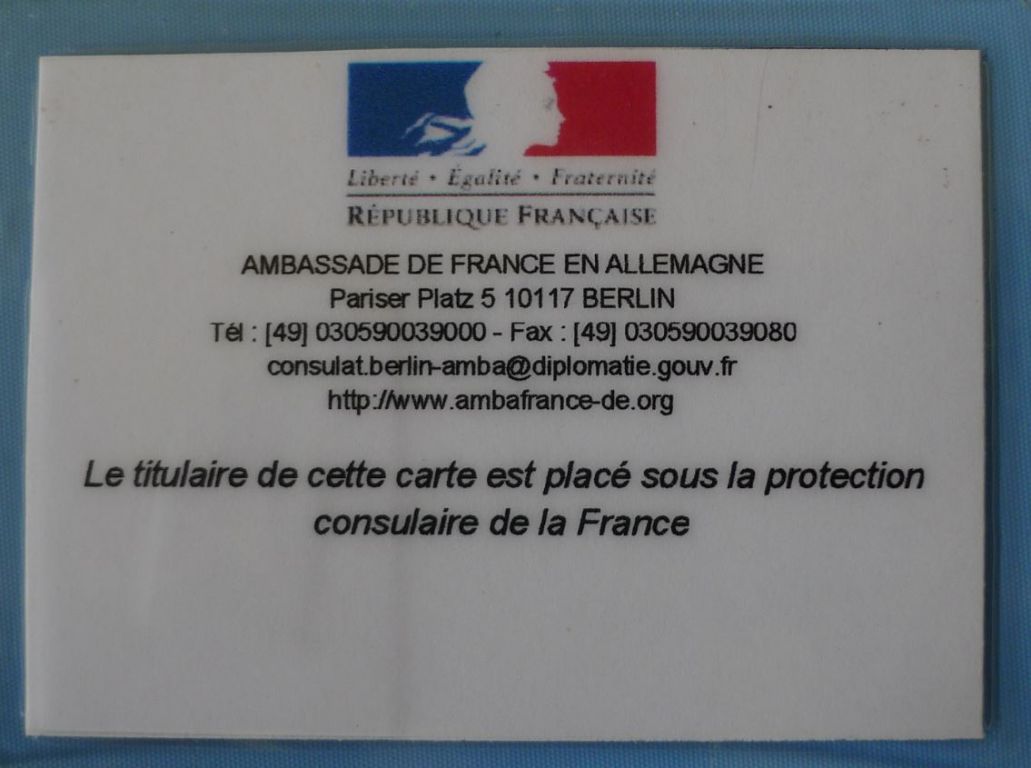 Liberté • Égalité • Fraternité
RÉPUBLIQUE FRANÇAISE
AMBASSADE DE FRANCE EN ALLEMAGNE
Pariser Platz 5 10117 BERLIN
Tél : [49] 030590039000 - Fax : [49] 030590039080
consulat.berlin-amba@diplomatie.gouv.fr
http://www.ambafrance-de.org
Le titulaire de cette carte est placé sous la protection
consulaire de la France